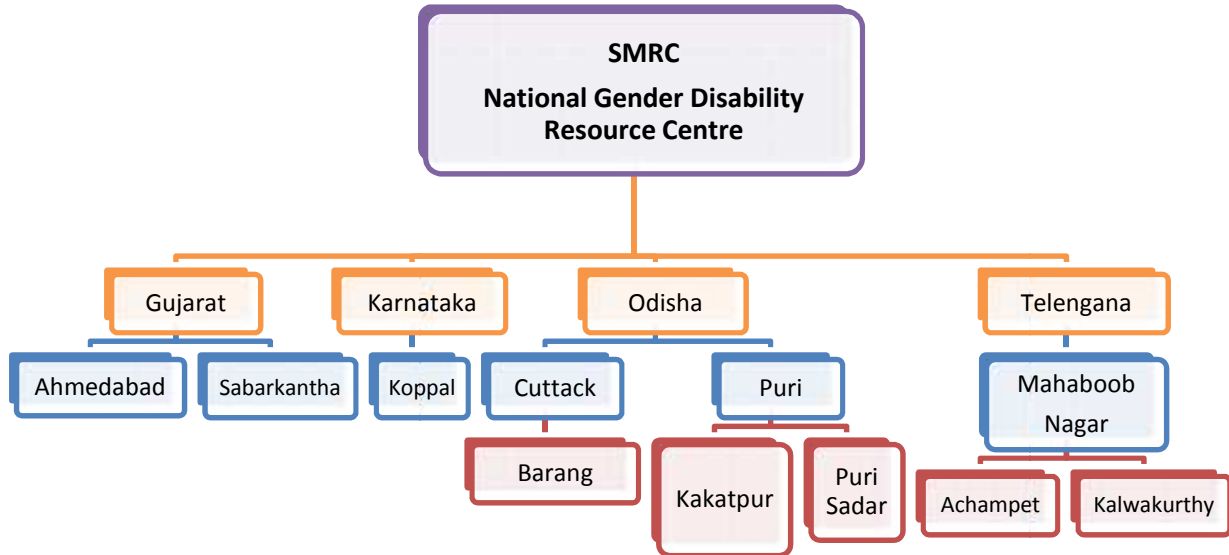 SMRC
National Gender Disability
Resource Centre
Gujarat
Karnataka
Odisha
Telengana
Ahmedabad
Sabarkantha
Koppal
Cuttack
Puri
Mahaboob
Nagar
Barang
Kakatpur
Puri
Sadar
Achampet
Kalwakurthy